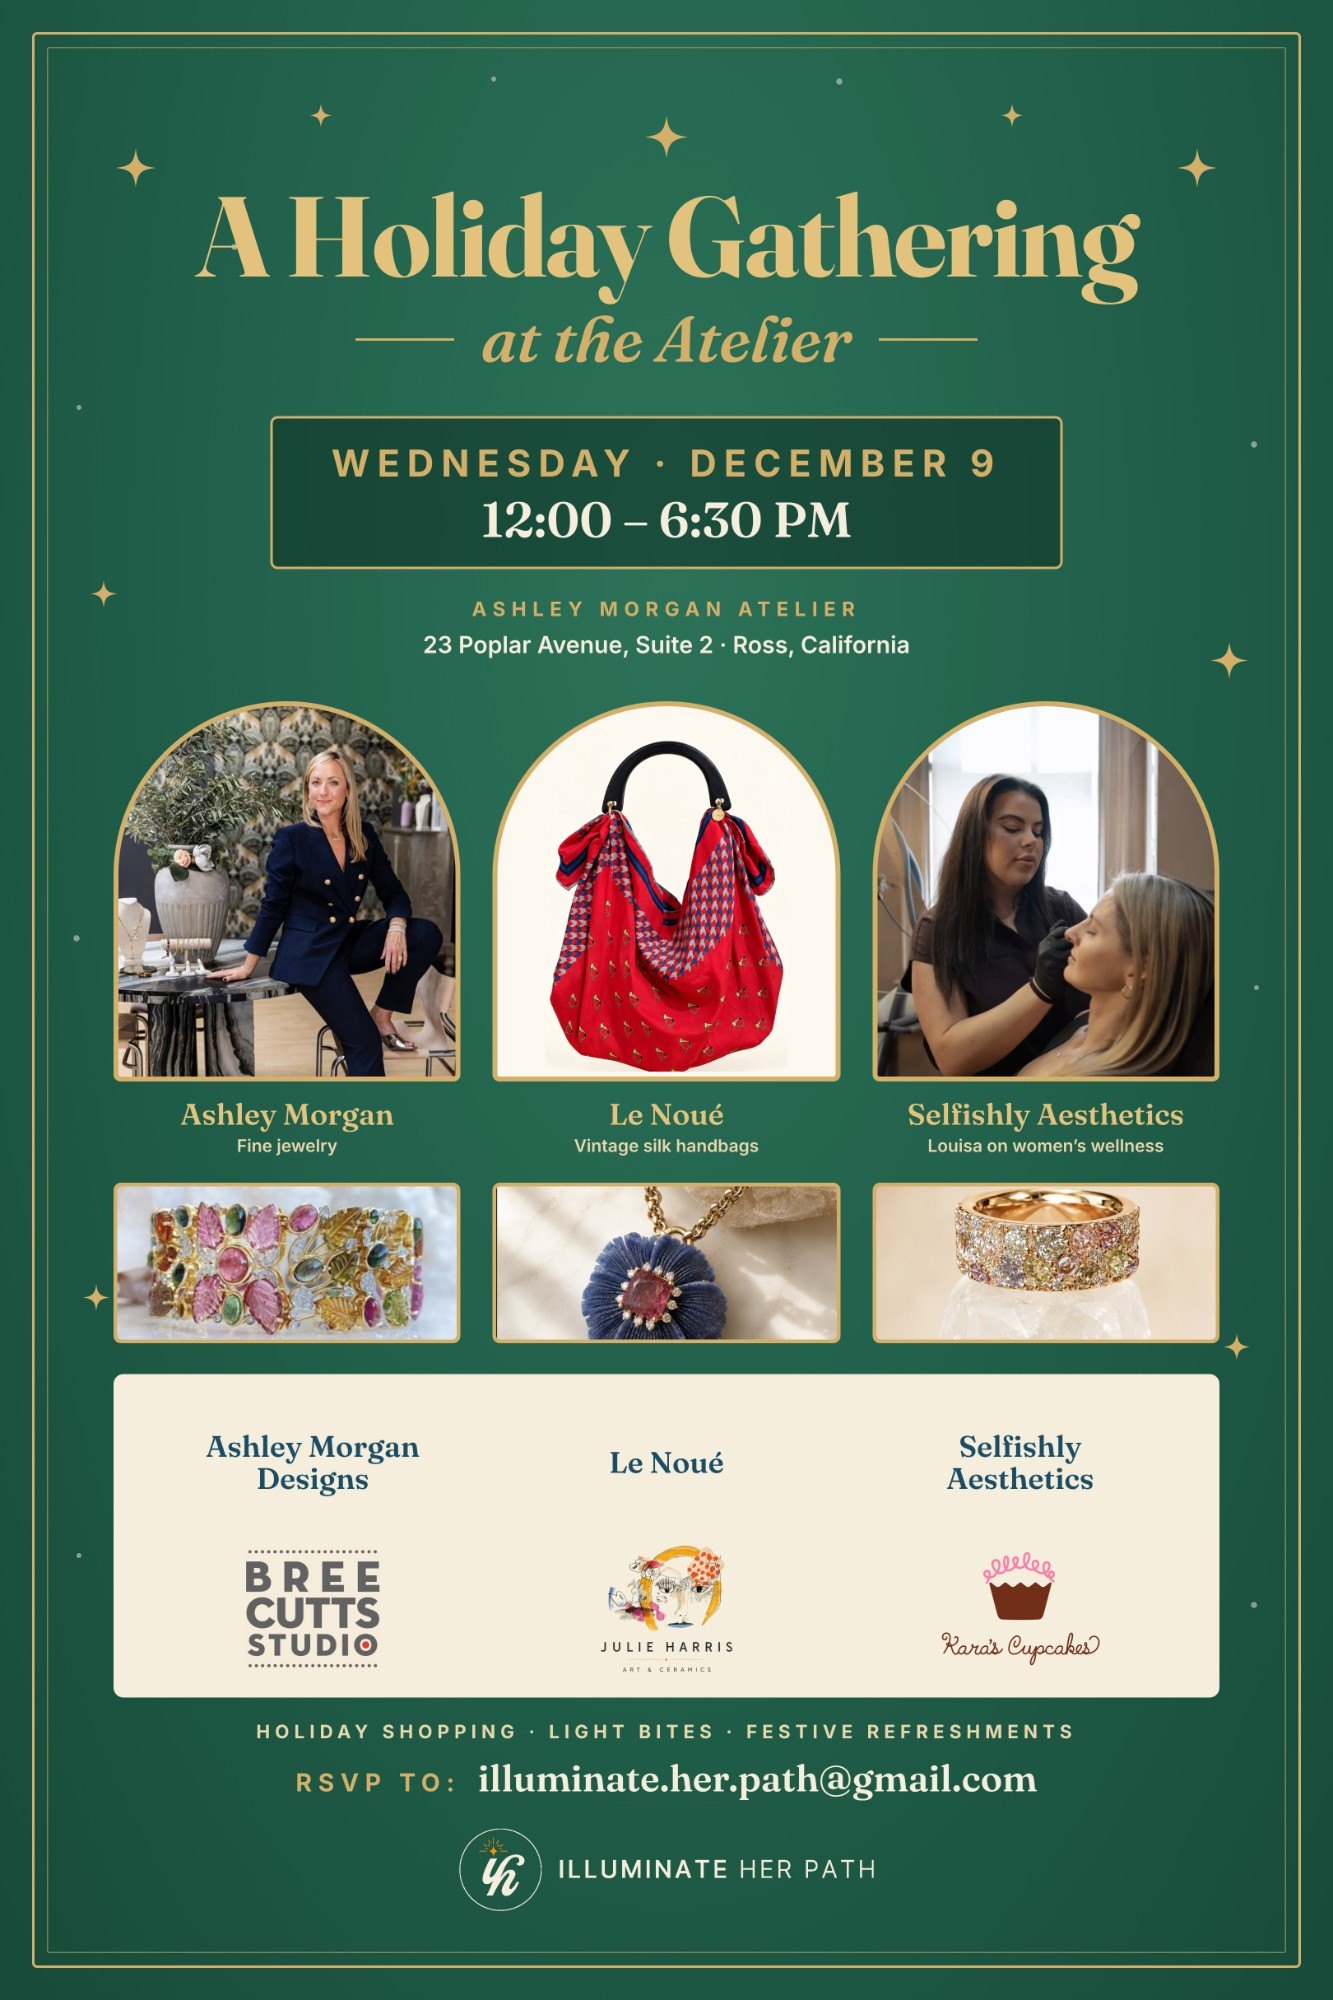 A Holiday Gathering
at the Atelier
WEDNESDAY · DECEMBER 9
12:00 – 6:30 PM
ASHLEY MORGAN ATELIER
23 Poplar Avenue, Suite 2 · Ross, California
Ashley Morgan
Fine jewelry
Le Noué
Vintage silk handbags
Selfishly Aesthetics
Louisa on women’s wellness
Ashley Morgan
Designs
Le Noué
Selfishly
Aesthetics
BREE
CUTTS
STUDIO
JULIE HARRIS
ART & CERAMICS
Kara's Cupcakes
HOLIDAY SHOPPING · LIGHT BITES · FESTIVE REFRESHMENTS
RSVP TO: illuminate.her.path@gmail.com
ILLUMINATE HER PATH